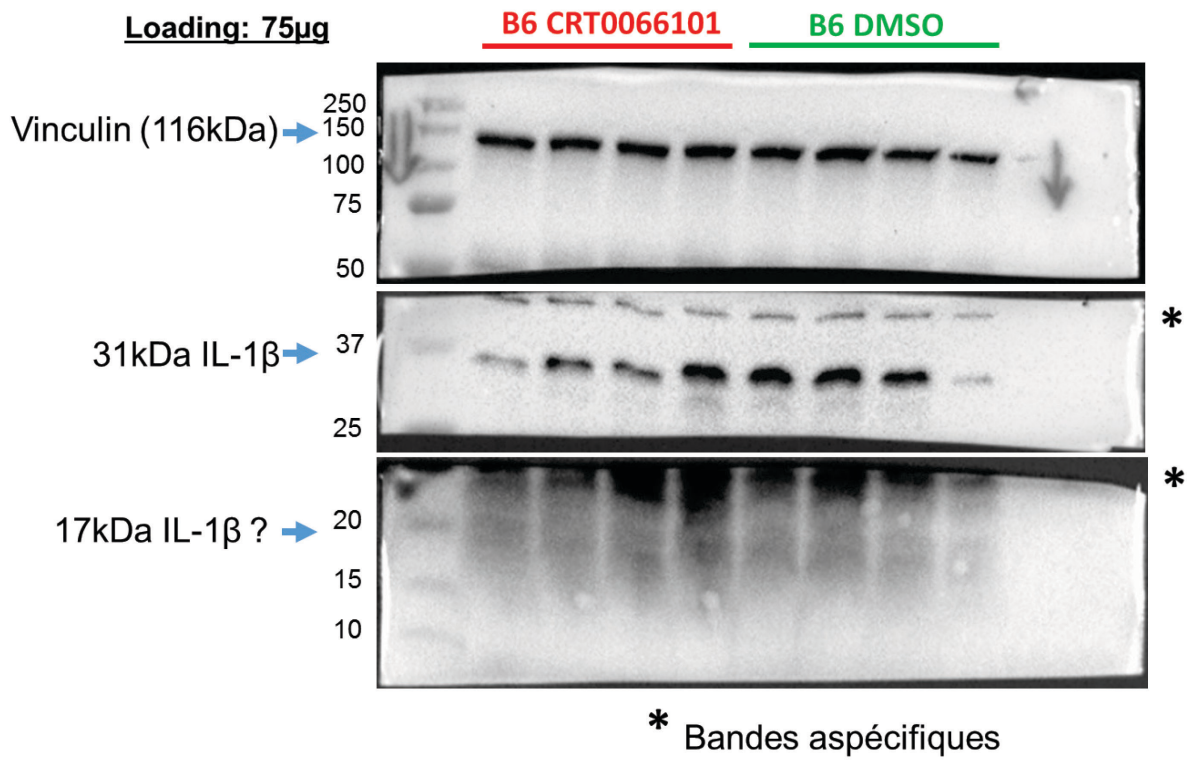 Loading: 75µg
B6 CRT0066101
B6 DMSO
250
Vinculin (116kDa)
150
100
75
50
*
37
31kDa IL-1β
25
*
20
17kDa IL-1β ?
15
10
* Bandes aspécifiques